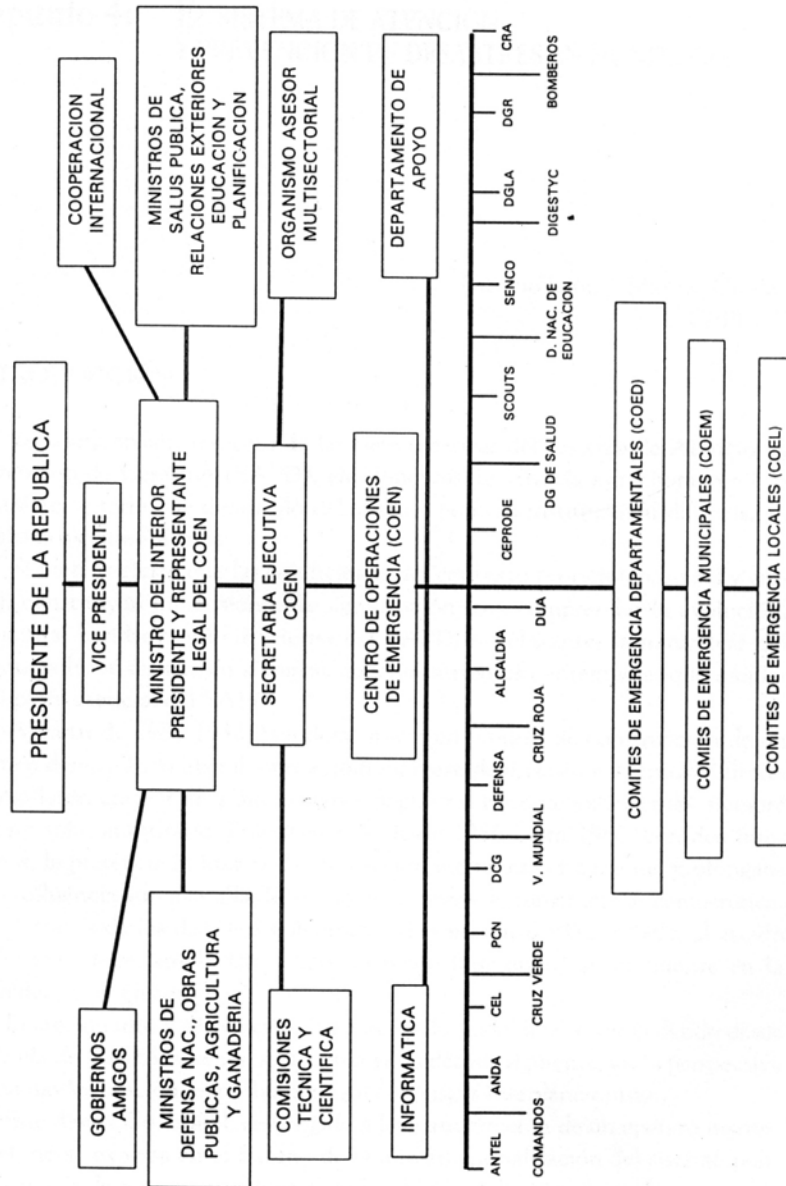 PRESIDENTE DE LA REPUBLICA
VICE PRESIDENTE
GOBIERNOS
AMIGOS
MINISTRO DEL INTERIOR
PRESIDENTE Y REPRESENTANTE
LEGAL DEL COEN
COOPERACION
INTERNACIONAL
MINISTROS DE
DEFENSA NAC., OBRAS
PUBLICAS, AGRICULTURA
Y GANADERIA
MINISTROS DE
SALUS PUBLICA,
RELACIONES EXTERIORES
EDUCACION Y
PLANIFICACION
COMISIONES
TECNICA Y
CIENTIFICA
SECRETARIA EJECUTIVA
COEN
ORGANISMO ASESOR
MULTISECTORIAL
INFORMATICA
CENTRO DE OPERACIONES
DE EMERGENCIA (COEN)
DEPARTAMENTO DE
APOYO
ANTEL
ANDA
CEL
PCN
DCG
DEFENSA
ALCALDIA
CEPRODE
SCOUTS
SENCO
DGLA
DGR
CRA
COMANDOS
CRUZ VERDE
V. MUNDIAL
CRUZ ROJA
DUA
DG DE SALUD
D. NAC. DE
EDUCACION
DIGESTYC
BOMBEROS
COMITES DE EMERGENCIA DEPARTAMENTALES (COED)
COMIES DE EMERGENCIA MUNICIPALES (COEM)
COMITES DE EMERGENCIA LOCALES (COEL)